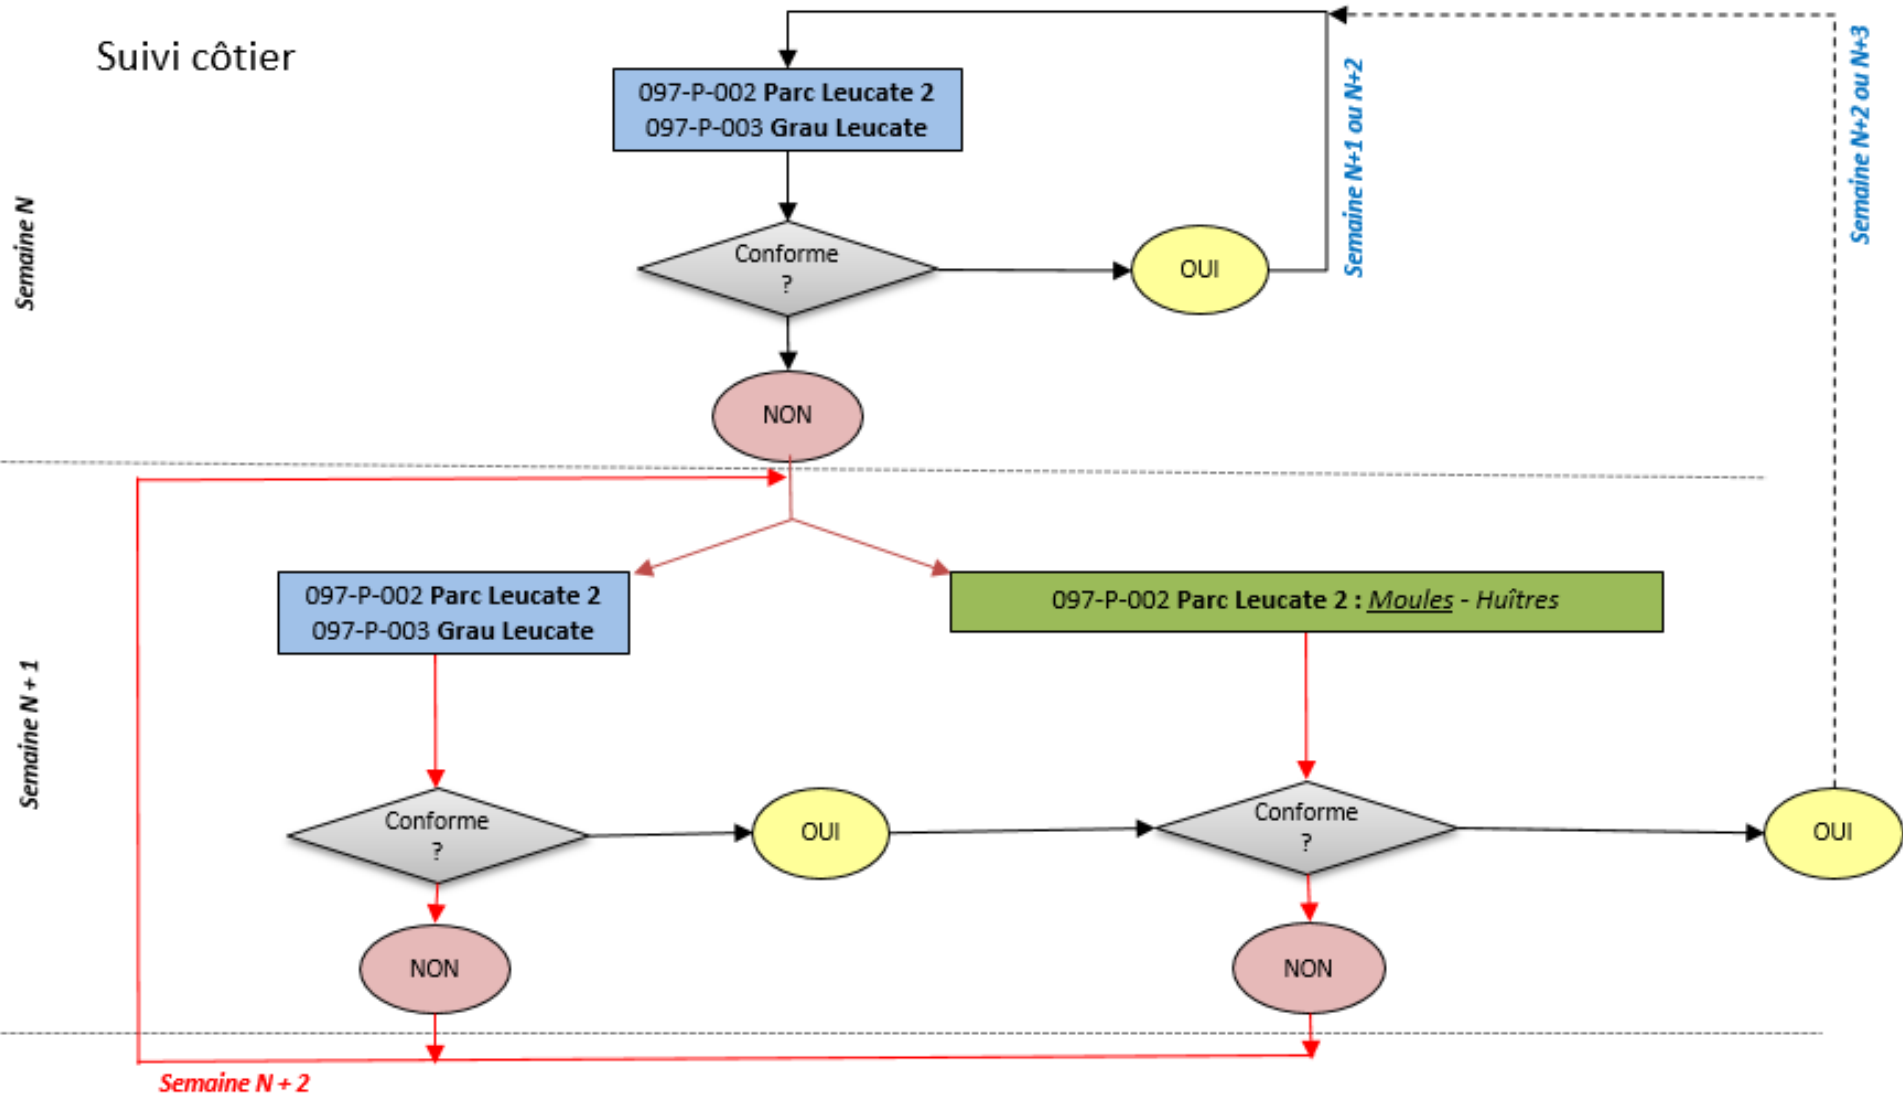 Suivi côtier
097-P-002 Parc Leucate 2
097-P-003 Grau Leucate
Semaine N
Conforme
?
OUI
Semaine N+1 ou N+2
Semaine N+2 ou N+3
NON
097-P-002 Parc Leucate 2
097-P-003 Grau Leucate
097-P-002 Parc Leucate 2 : Moules - Huîtres
Semaine N + 1
Conforme
?
OUI
Conforme
?
OUI
NON
NON
Semaine N + 2